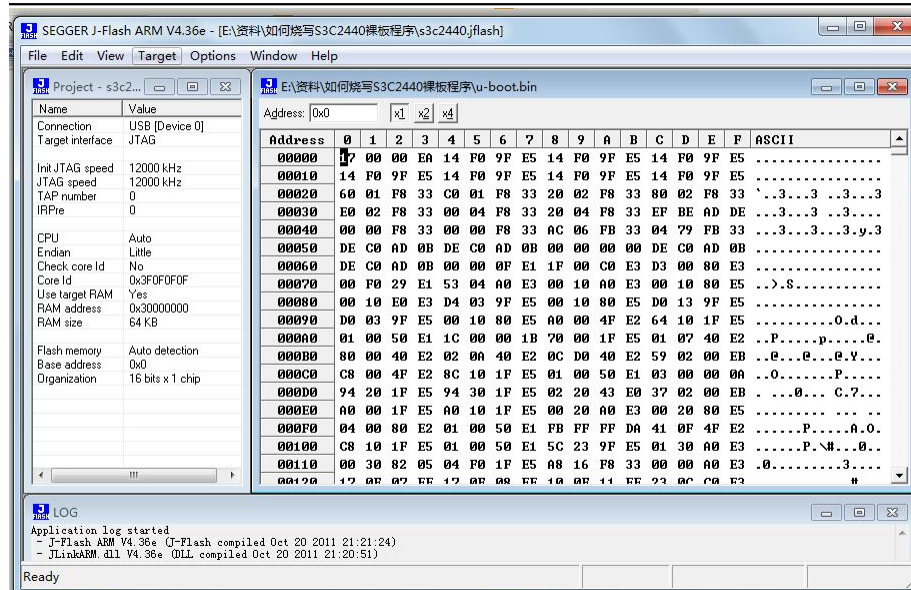 SEGGER J-Flash ARM V4.36e - [E:\资料\如何烧写S3C2440裸板程序\s3c2440.jflash]
File Edit View Target Options Window Help
Project - s3c2...
Name Value
Connection USB [Device 0]
Target interface JTAG
Init JTAG speed 12000 kHz
JTAG speed 12000 kHz
TAP number 0
IRPre 0
CPU Auto
Endian Little
Check core Id No
Core Id 0x3F0F0F0F
Use target RAM Yes
RAM address 0x30000000
RAM size 64 KB
Flash memory Auto detection
Base address 0x0
Organization 16 bits x 1 chip
E:\资料\如何烧写S3C2440裸板程序\u-boot.bin
Address: 0x0 x1 x2 x4
Address 0 1 2 3 4 5 6 7 8 9 A B C D E F ASCII
00000 17 00 00 EA 14 F0 9F E5 14 F0 9F E5 14 F0 9F E5 ................
00010 14 F0 9F E5 14 F0 9F E5 14 F0 9F E5 14 F0 9F E5 ................
00020 60 01 F8 33 C0 01 F8 33 20 02 F8 33 80 02 F8 33 `..3...3 ..3...3
00030 E0 02 F8 33 00 04 F8 33 20 04 F8 33 EF BE AD DE ...3...3 ..3....
00040 00 00 F8 33 00 00 F8 33 AC 06 FB 33 04 79 FB 33 ...3...3...3.y.3
00050 DE C0 AD 0B DE C0 AD 0B 00 00 00 00 DE C0 AD 0B ................
00060 DE C0 AD 0B 00 00 0F E1 1F 00 C0 E3 D3 00 80 E3 ................
00070 00 F0 29 E1 53 04 A0 E3 00 10 A0 E3 00 10 80 E5 ..).S...........
00080 00 10 E0 E3 D4 03 9F E5 00 10 80 E5 D0 13 9F E5 ................
00090 D0 03 9F E5 00 10 80 E5 A0 00 4F E2 64 10 1F E5 ..........O.d...
000A0 01 00 50 E1 1C 00 00 1B 70 00 1F E5 01 07 40 E2 ..P.....p.....@.
000B0 80 00 40 E2 02 0A 40 E2 0C D0 40 E2 59 02 00 EB ..@...@...@.Y...
000C0 C8 00 4F E2 8C 10 1F E5 01 00 50 E1 03 00 00 0A ..O.......P.....
000D0 94 20 1F E5 94 30 1F E5 02 20 43 E0 37 02 00 EB . ...0... C.7...
000E0 A0 00 1F E5 A0 10 1F E5 00 20 A0 E3 00 20 80 E5 ......... ... ..
000F0 04 00 80 E2 01 00 50 E1 FB FF FF DA 41 0F 4F E2 ......P.....A.O.
00100 C8 10 1F E5 01 00 50 E1 5C 23 9F E5 01 30 A0 E3 ......P.\#...0..
00110 00 30 82 05 04 F0 1F E5 A8 16 F8 33 00 00 A0 E3 .0.........3....
LOG
Application log started
- J-Flash ARM V4.36e (J-Flash compiled Oct 20 2011 21:21:24)
- JLinkARM.dll V4.36e (DLL compiled Oct 20 2011 21:20:51)
Ready